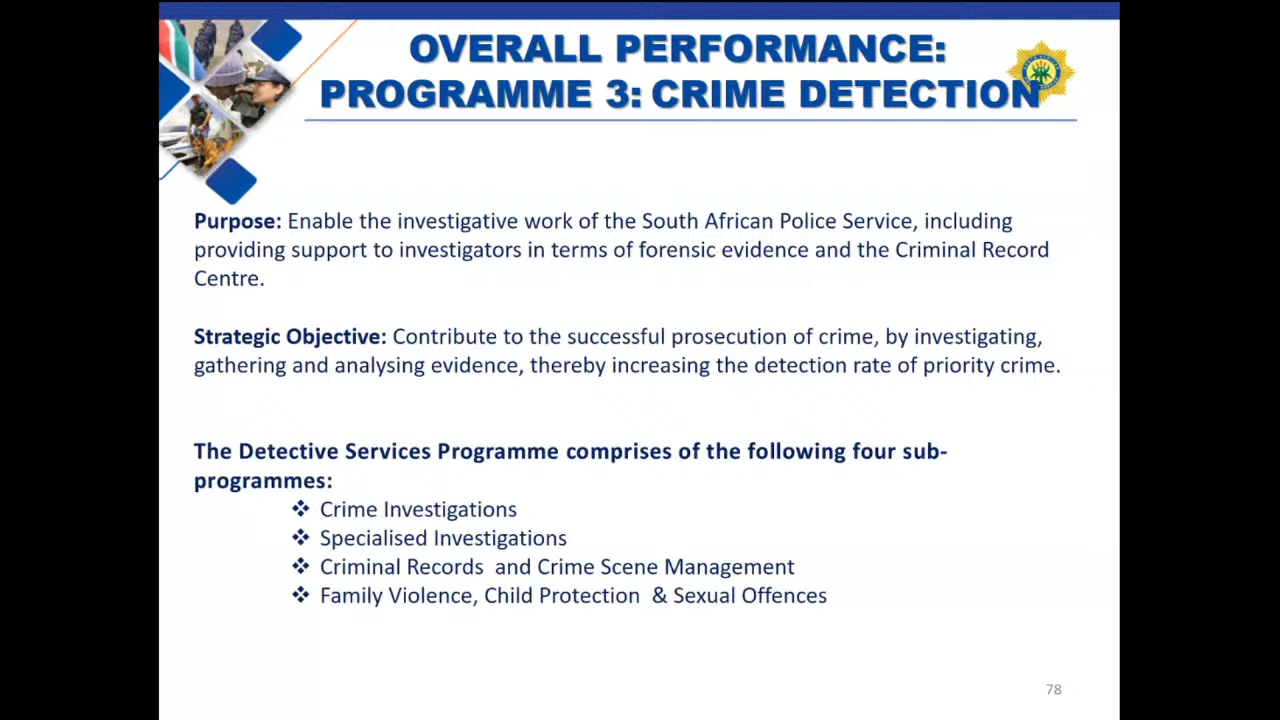 OVERALL PERFORMANCE:
PROGRAMME 3: CRIME DETECTION
Purpose: Enable the investigative work of the South African Police Service, including
providing support to investigators in terms of forensic evidence and the Criminal Record
Centre.
Strategic Objective: Contribute to the successful prosecution of crime, by investigating,
gathering and analysing evidence, thereby increasing the detection rate of priority crime.
The Detective Services Programme comprises of the following four sub-
programmes:
❖ Crime Investigations
❖ Specialised Investigations
❖ Criminal Records  and Crime Scene Management
❖ Family Violence, Child Protection  & Sexual Offences
78